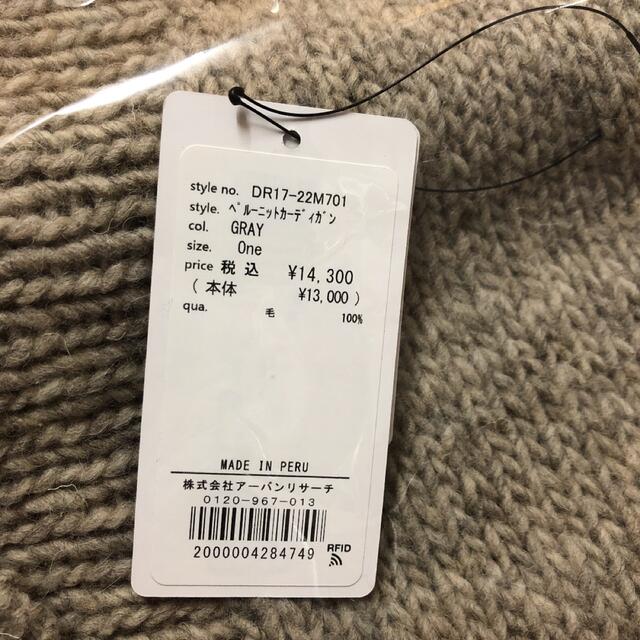 style no. DR17-22M701
style. ﾍﾟﾙｰﾆｯﾄｶｰﾃﾞｨｶﾞﾝ
col. GRAY
size. One
price 税込 ¥14,300
( 本体 ¥13,000 )
qua. 毛 100%
MADE IN PERU
株式会社アーバンリサーチ
0120-967-013
2000004284749
RFID